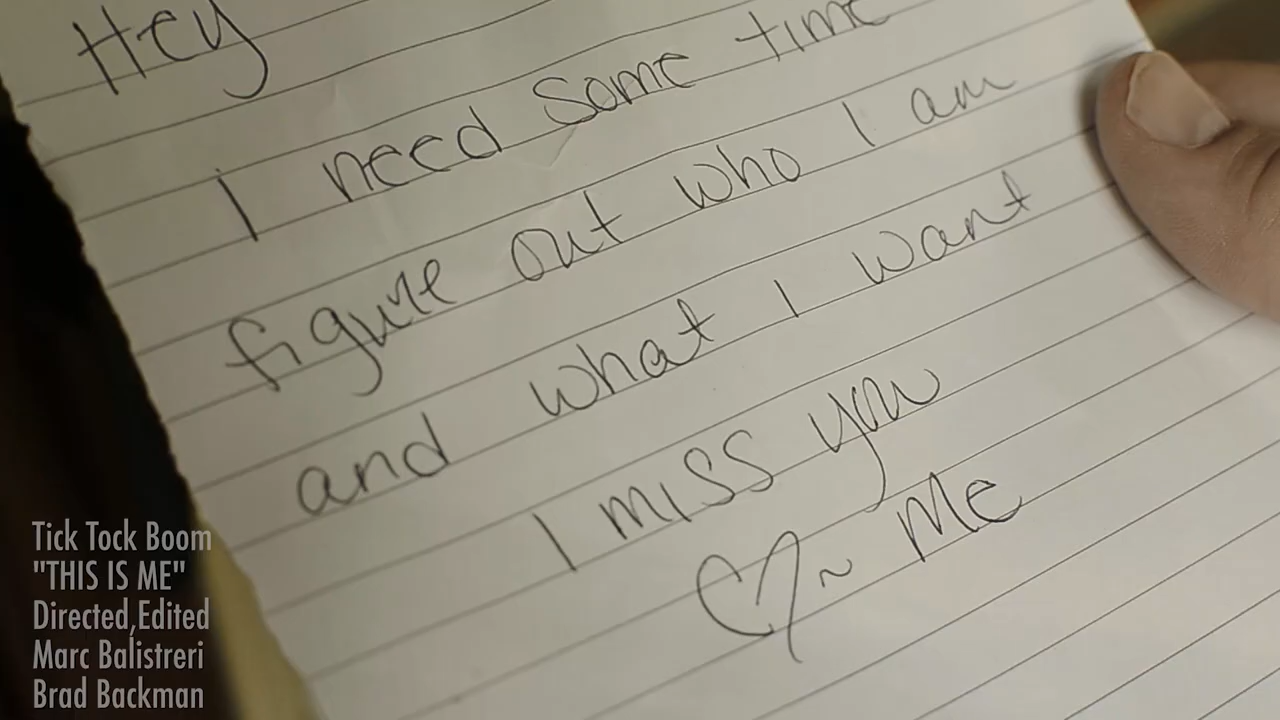 Hey
I need some time
figure out who I am
and what I want
I miss you
♡~ Me
Tick Tock Boom
"THIS IS ME"
Directed,Edited
Marc Balistreri
Brad Backman